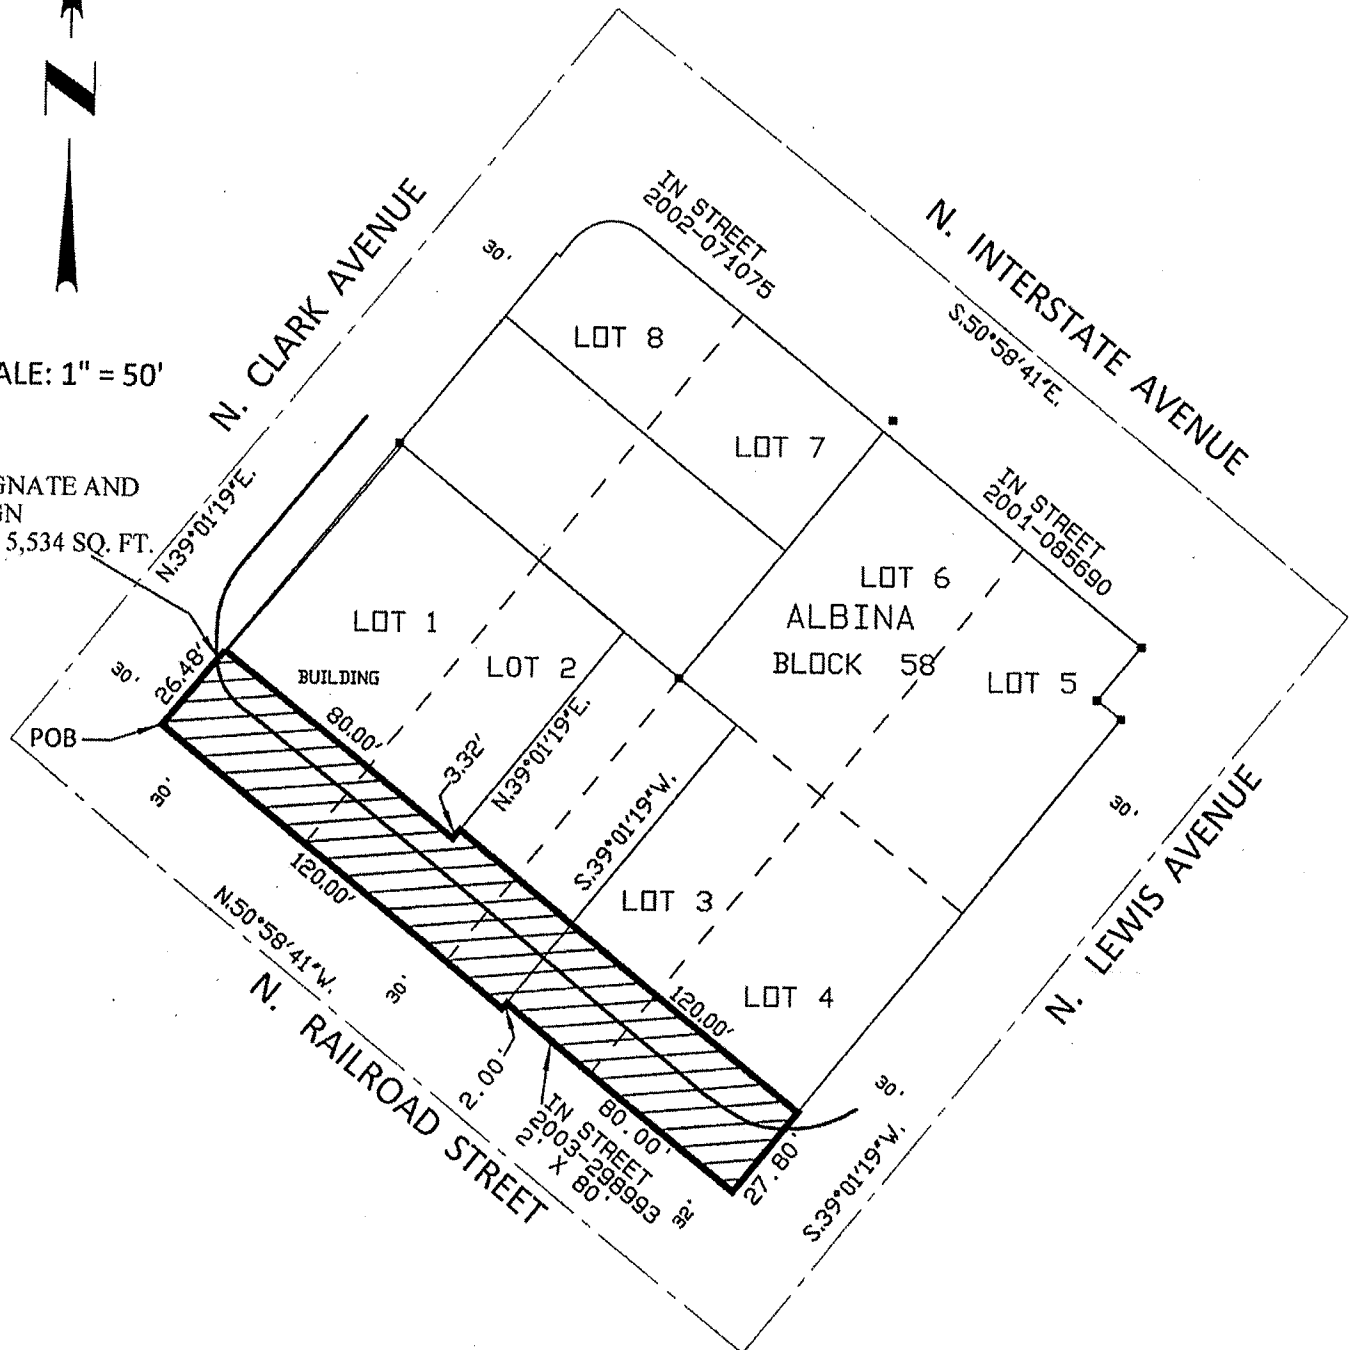 N
N. CLARK AVENUE
30'
IN STREET
2002-071075
N. INTERSTATE AVENUE
S.50°58'41"E.
ALE: 1" = 50'
LOT 8
LOT 7
GNATE AND
GN
5,534 SQ. FT.
N.39°01'19"E.
IN STREET
2001-085690
LOT 6
ALBINA
BLOCK 58
LOT 5
LOT 1
LOT 2
BUILDING
30'
26.48'
POB
80.00'
3.32'
N.39°01'19"E.
S.39°01'19"W.
30'
30'
N. LEWIS AVENUE
120.00'
LOT 3
LOT 4
N.50°58'41"W.
30'
N. RAILROAD STREET
120.00'
2.00'
IN STREET
2003-298993
2' X 80'
80.00'
32'
27.80'
30'
S.39°01'19"W.